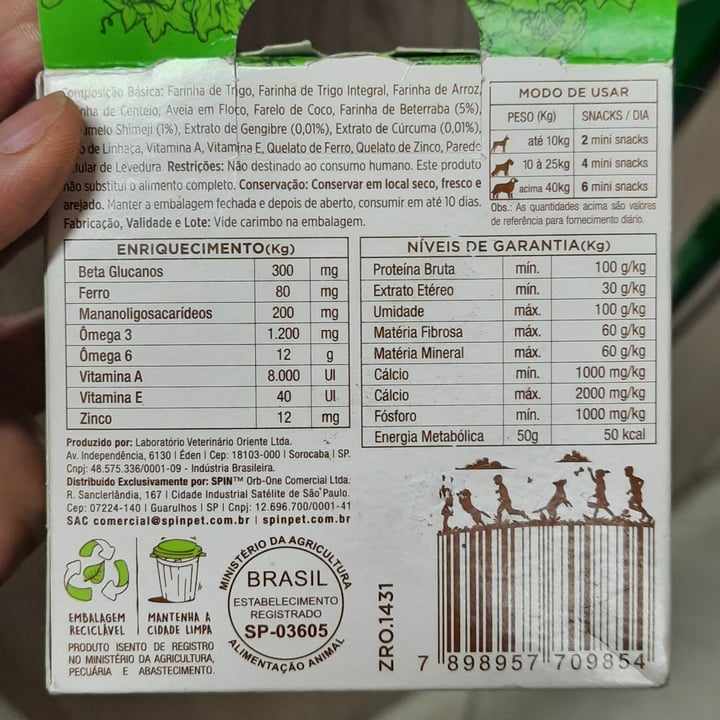 omposição Básica: Farinha de Trigo, Farinha de Trigo Integral, Farinha de Arroz,
de Centeio, Aveia em Floco, Farelo de Coco, Farinha de Beterraba (5%),
Shimeji (1%), Extrato de Gengibre (0,01%), Extrato de Cúrcuma (0,01%),
de Linhaça, Vitamina A, Vitamina E, Quelato de Ferro, Quelato de Zinco, Parede
lular de Levedura. Restrições: Não destinado ao consumo humano. Este produto
não substitui o alimento completo. Conservação: Conservar em local seco, fresco e
arejado. Manter a embalagem fechada e depois de aberto, consumir em até 10 dias.
Fabricação, Validade e Lote: Vide carimbo na embalagem.
MODO DE USAR
PESO (Kg) SNACKS / DIA
até 10kg 2 mini snacks
10 à 25kg 4 mini snacks
acima 40kg 6 mini snacks
Obs.: As quantidades acima são valores
de referência para fornecimento diário.
ENRIQUECIMENTO(Kg)
Beta Glucanos 300 mg
Ferro 80 mg
Mananoligosacarídeos 200 mg
Ômega 3 1.200 mg
Ômega 6 12 g
Vitamina A 8.000 UI
Vitamina E 40 UI
Zinco 12 mg
NÍVEIS DE GARANTIA(Kg)
Proteína Bruta mín. 100 g/kg
Extrato Etéreo mín. 30 g/kg
Umidade máx. 100 g/kg
Matéria Fibrosa máx. 60 g/kg
Matéria Mineral máx. 60 g/kg
Cálcio mín. 1000 mg/kg
Cálcio máx. 2000 mg/kg
Fósforo mín. 1000 mg/kg
Energia Metabólica 50g 50 kcal
Produzido por: Laboratório Veterinário Oriente Ltda.
Av. Independência, 6130 | Éden | Cep: 18103-000 | Sorocaba | SP.
Cnpj: 48.575.336/0001-09 - Indústria Brasileira.
Distribuido Exclusivamente por: SPIN™ Orb-One Comercial Ltda.
R. Sanclerlândia, 167 | Cidade Industrial Satélite de São Paulo.
Cep: 07224-140 | Guarulhos | SP | Cnpj: 12.696.700/0001-41
SAC comercial@spinpet.com.br | spinpet.com.br
EMBALAGEM
RECICLÁVEL
MANTENHA A
CIDADE LIMPA
PRODUTO ISENTO DE REGISTRO
NO MINISTÉRIO DA AGRICULTURA,
PECUÁRIA E ABASTECIMENTO.
MINISTÉRIO DA AGRICULTURA
BRASIL
ESTABELECIMENTO
REGISTRADO
SP-03605
ALIMENTAÇÃO ANIMAL
ZRO.1431
7 898957 709854